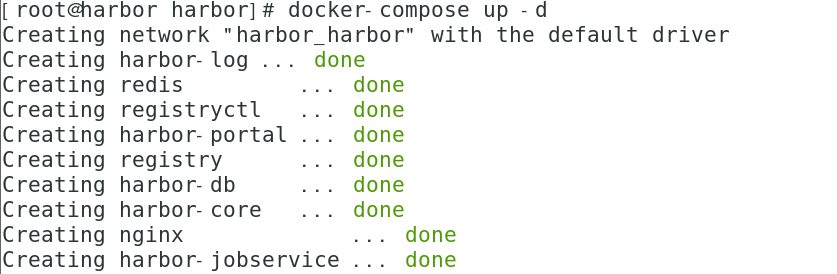 [root@harbor harbor]# docker-compose up -d
Creating network "harbor_harbor" with the default driver
Creating harbor-log ... done
Creating redis         ... done
Creating registryctl   ... done
Creating harbor-portal ... done
Creating registry      ... done
Creating harbor-db     ... done
Creating harbor-core   ... done
Creating nginx             ... done
Creating harbor-jobservice ... done